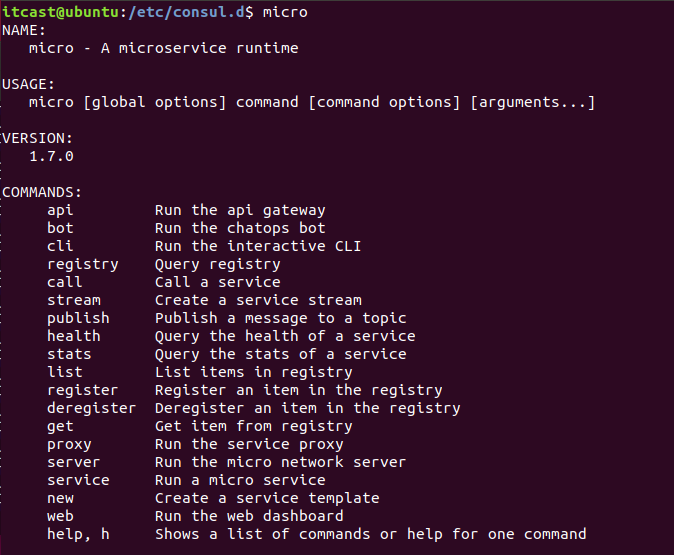 itcast@ubuntu:/etc/consul.d$ micro
NAME:
   micro - A microservice runtime
USAGE:
   micro [global options] command [command options] [arguments...]
VERSION:
   1.7.0
COMMANDS:
     api         Run the api gateway
     bot         Run the chatops bot
     cli         Run the interactive CLI
     registry    Query registry
     call        Call a service
     stream      Create a service stream
     publish     Publish a message to a topic
     health      Query the health of a service
     stats       Query the stats of a service
     list        List items in registry
     register    Register an item in the registry
     deregister  Deregister an item in the registry
     get         Get item from registry
     proxy       Run the service proxy
     server      Run the micro network server
     service     Run a micro service
     new         Create a service template
     web         Run the web dashboard
     help, h     Shows a list of commands or help for one command